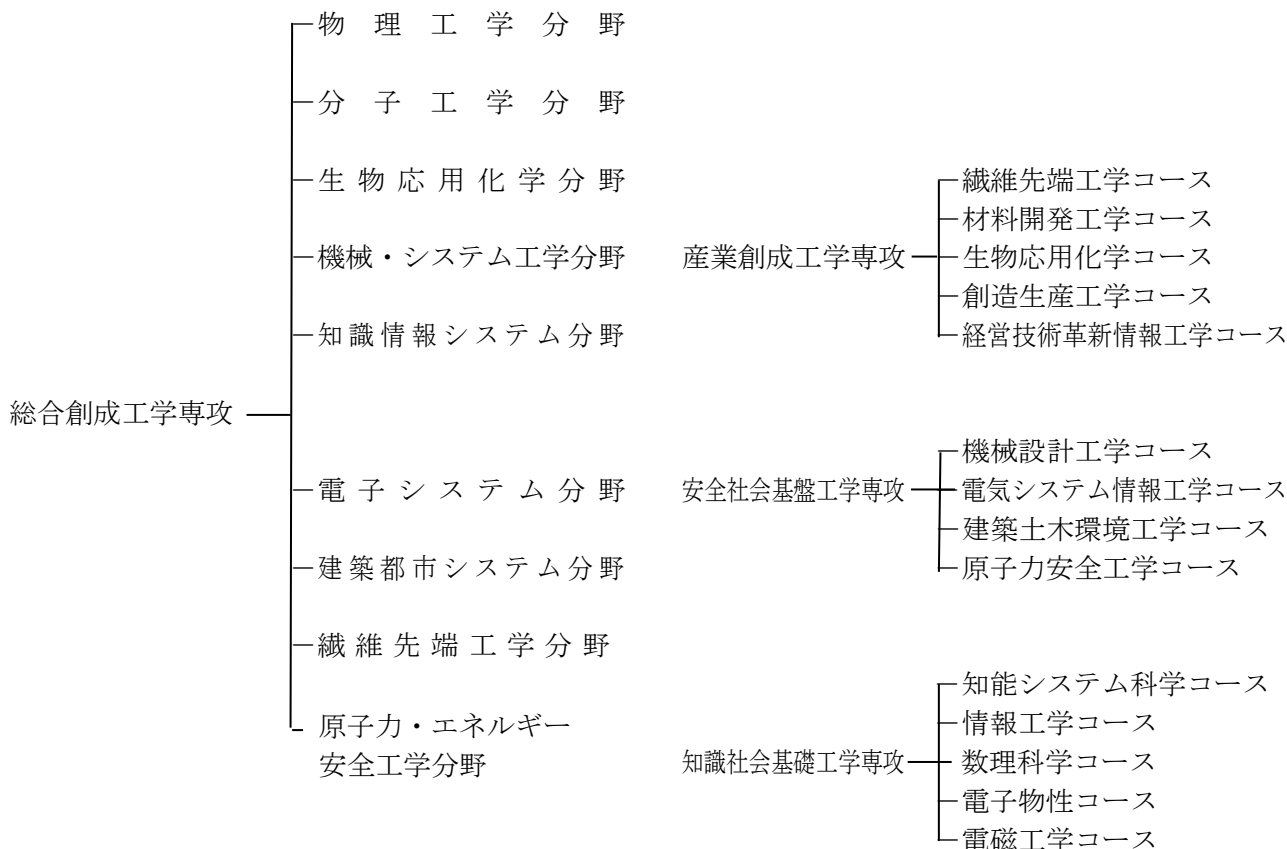 総合創成工学専攻
物理工学分野
分子工学分野
生物応用化学分野
機械・システム工学分野
知識情報システム分野
電子システム分野
建築都市システム分野
繊維先端工学分野
原子力・エネルギー
安全工学分野
産業創成工学専攻
繊維先端工学コース
材料開発工学コース
生物応用化学コース
創造生産工学コース
経営技術革新情報工学コース
安全社会基盤工学専攻
機械設計工学コース
電気システム情報工学コース
建築土木環境工学コース
原子力安全工学コース
知識社会基礎工学専攻
知能システム科学コース
情報工学コース
数理科学コース
電子物性コース
電磁工学コース